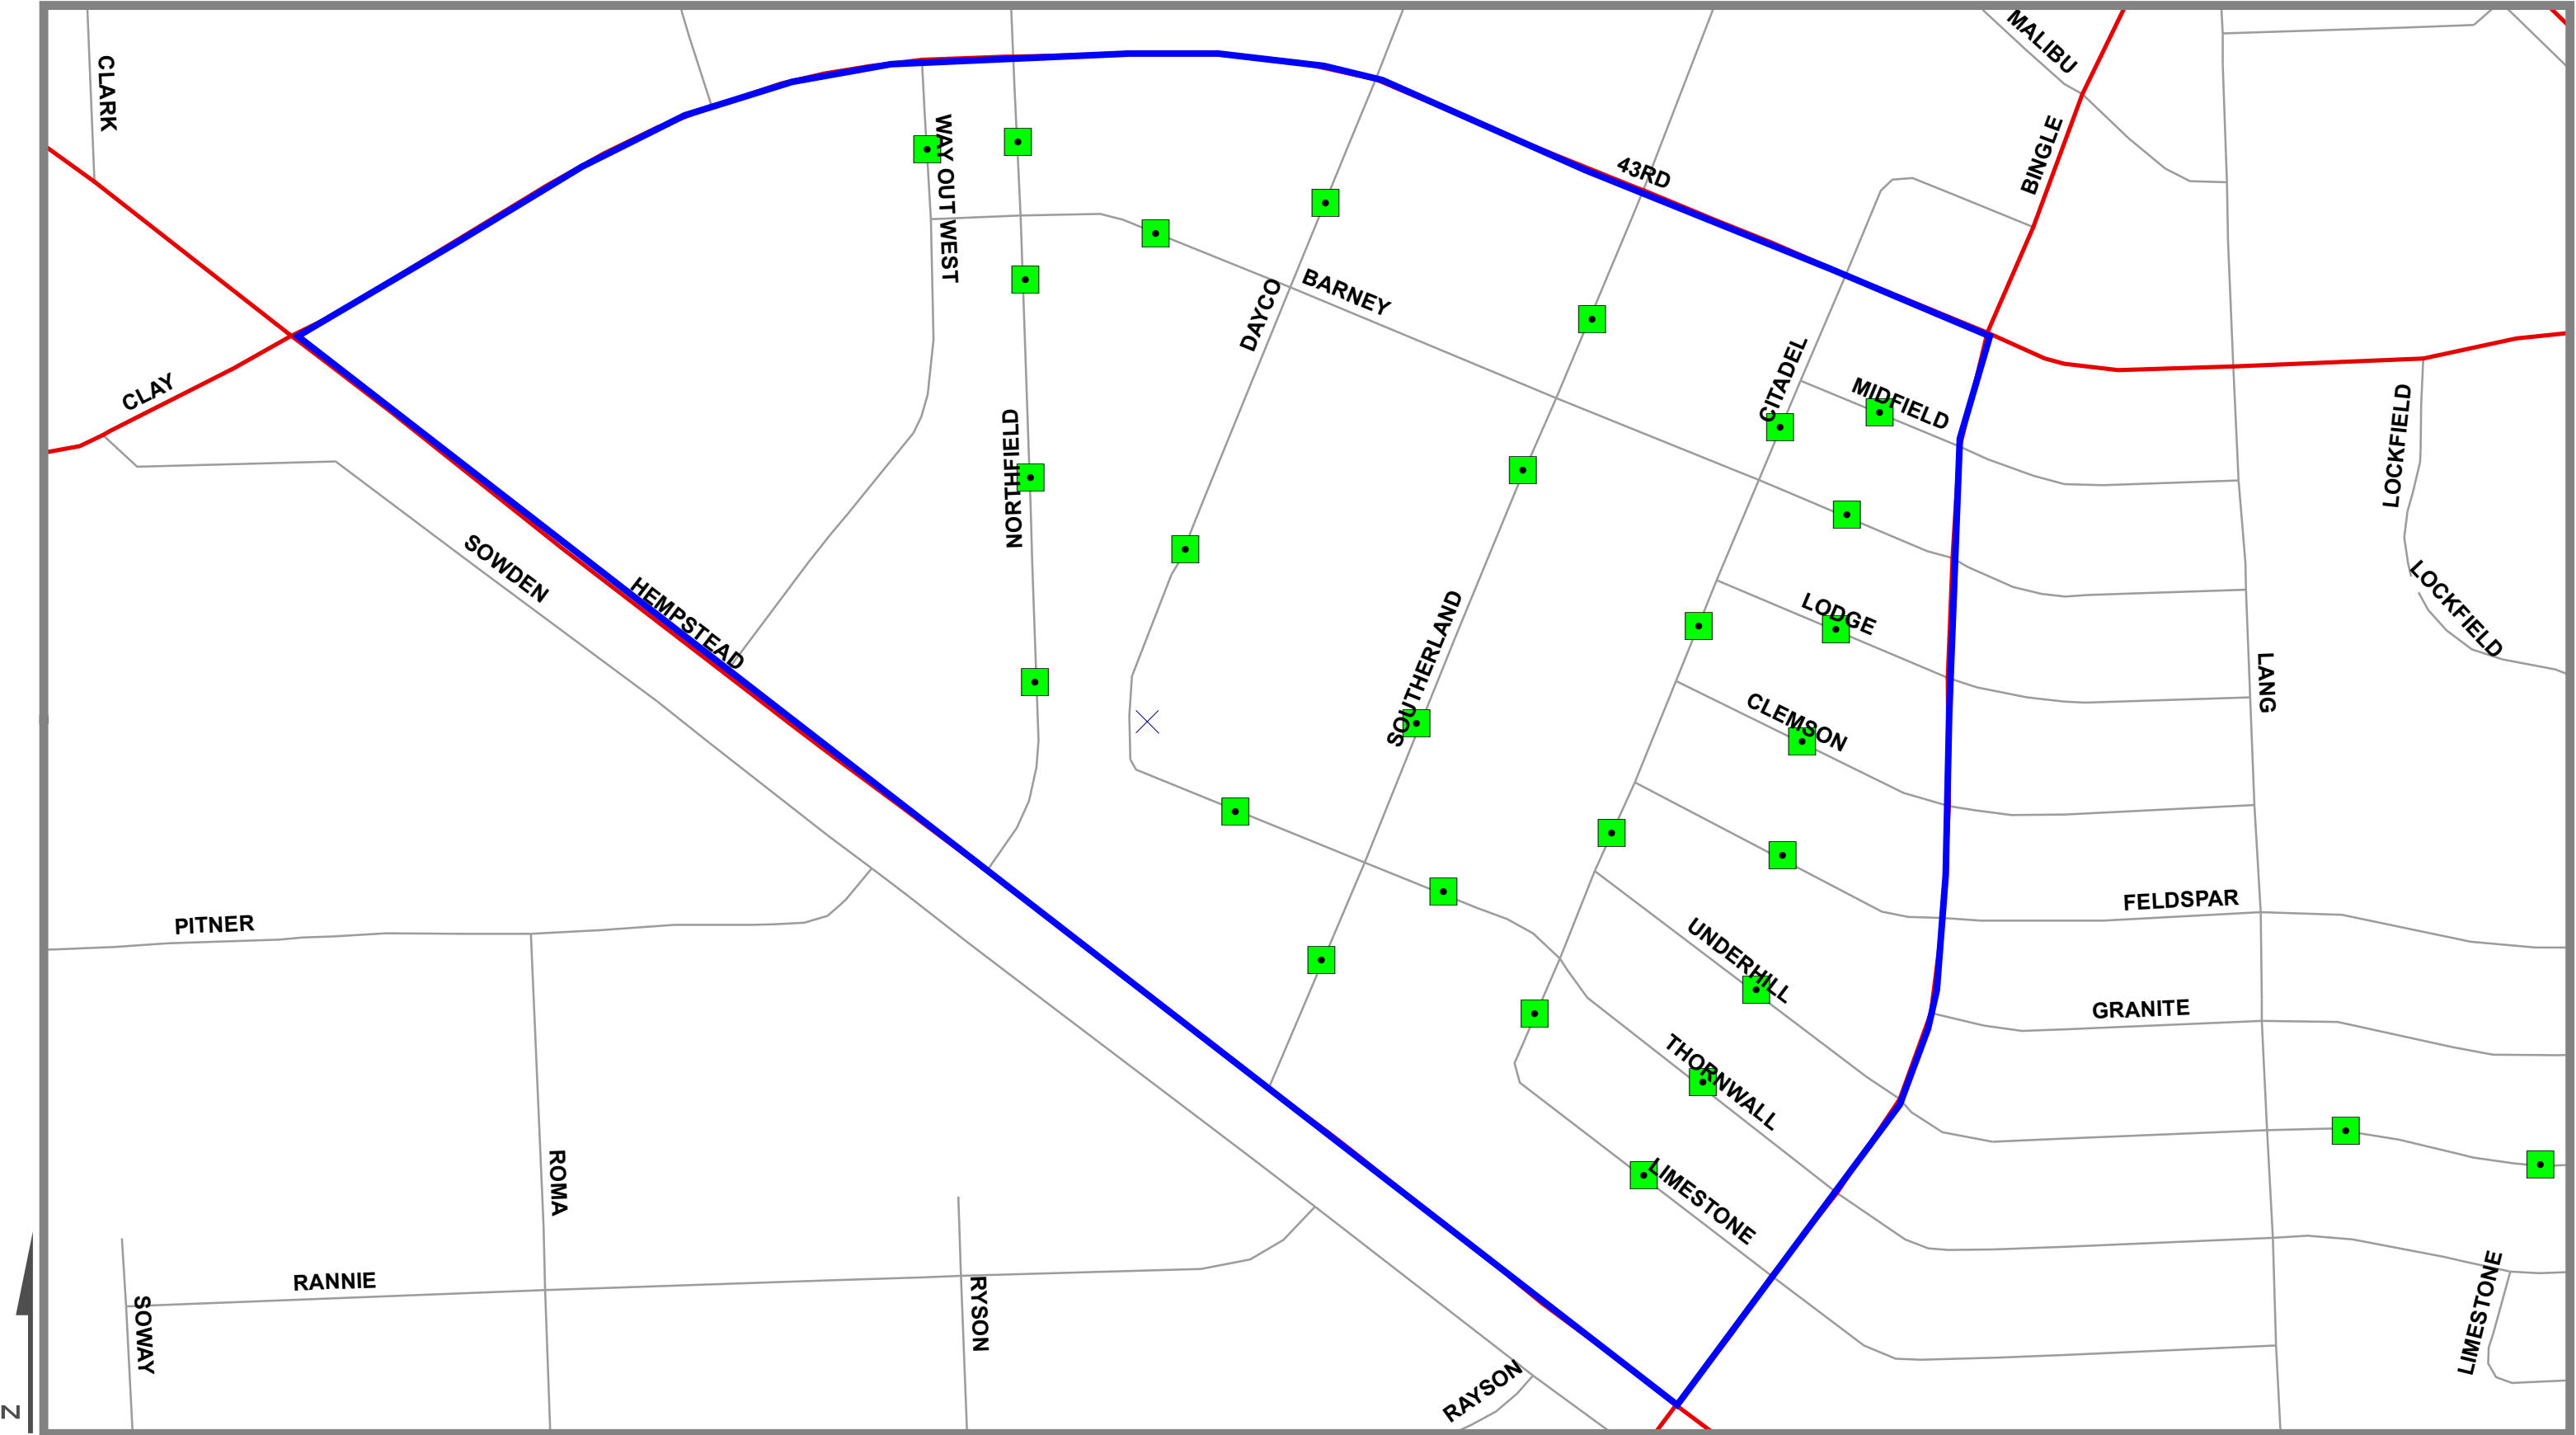 MALIBU
CLARK
WAY OUT WEST
BINGLE
43RD
BARNEY
DAYCO
CITADEL
CLAY
MIDFIELD
LOCKFIELD
NORTHFIELD
SOWDEN
HEMPSTEAD
LOCKFIELD
LODGE
SOUTHERLAND
LANG
CLEMSON
FELDSPAR
PITNER
UNDERHILL
GRANITE
THORNWALL
ROMA
LIMESTONE
LIMESTONE
RANNIE
RYSON
SOWAY
RAYSON
N